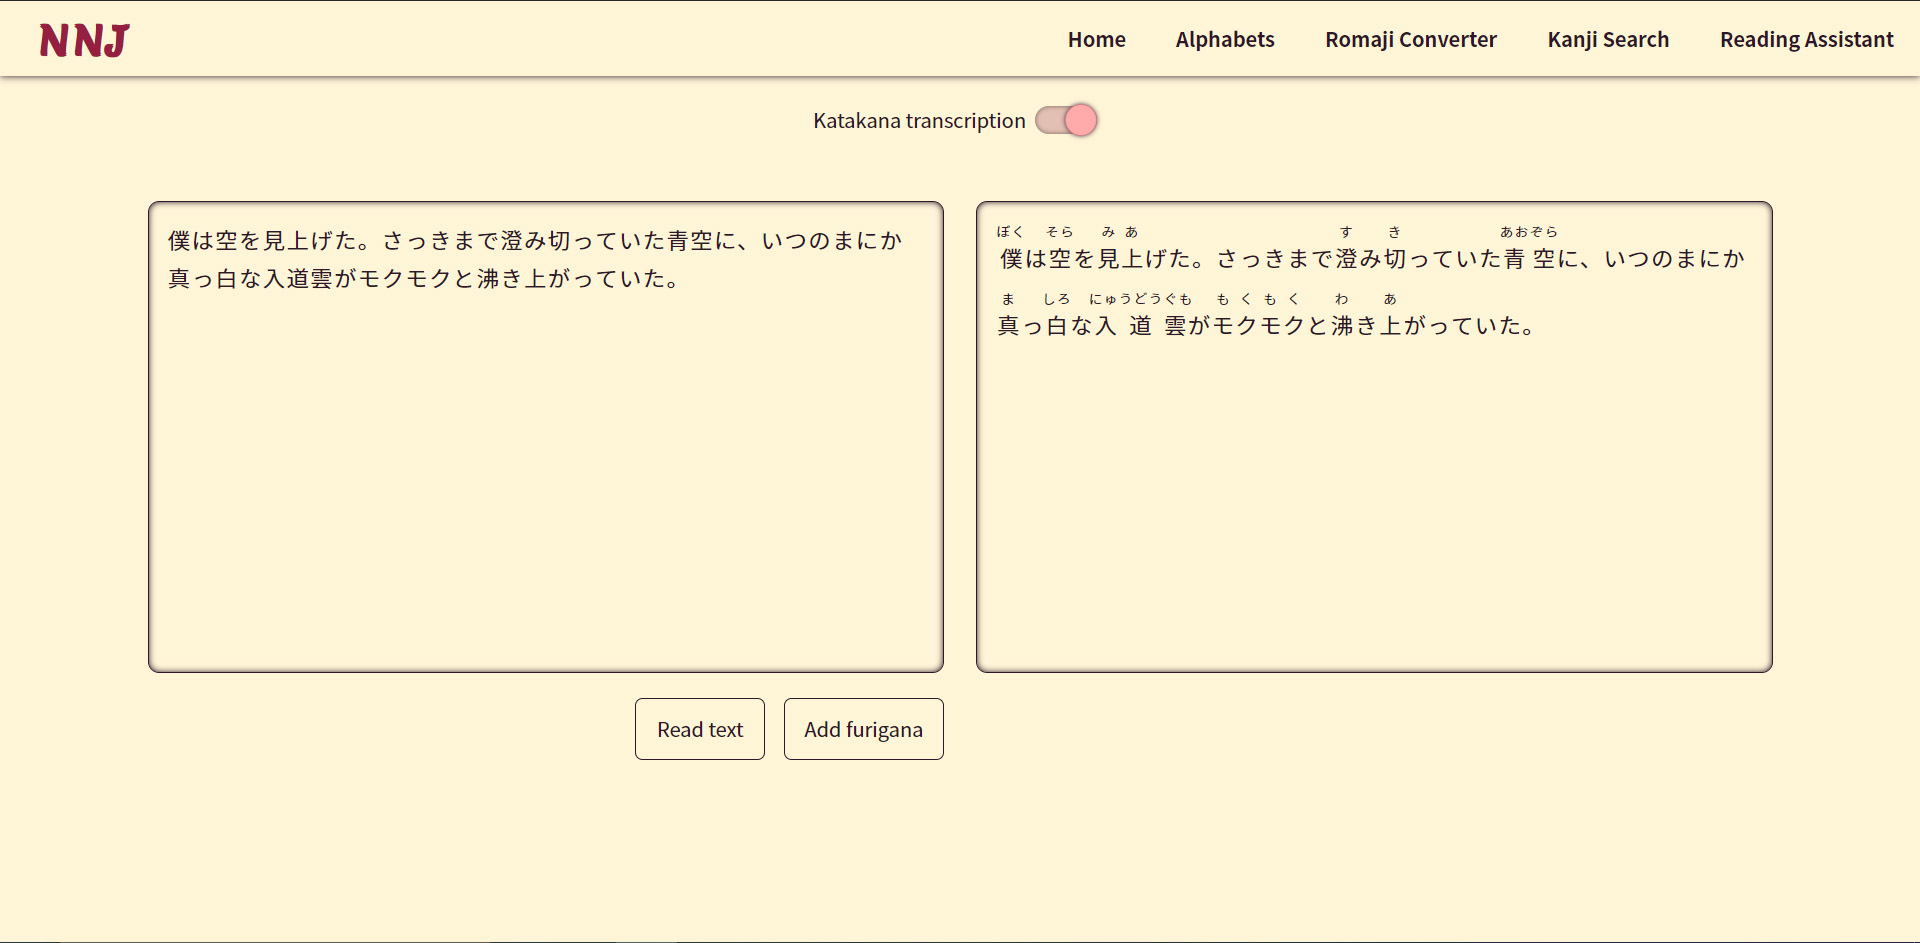 NNJ
Home Alphabets Romaji Converter Kanji Search Reading Assistant
Katakana transcription
僕は空を見上げた。さっきまで澄み切っていた青空に、いつのまにか
真っ白な入道雲がモクモクと沸き上がっていた。
ぼく そら み あ す き あおぞら
僕は空を見上げた。さっきまで澄み切っていた青空に、いつのまにか
ま しろ にゅうどうぐも も く も く わ あ
真っ白な入道雲がモクモクと沸き上がっていた。
Read text
Add furigana